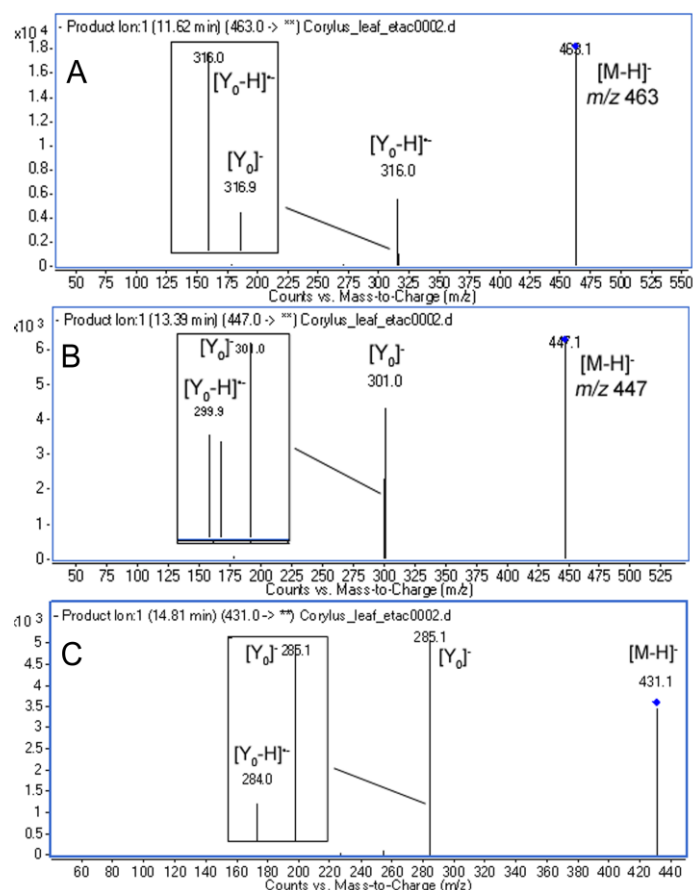 - Product Ion:1 (11.62 min) (463.0 -> **) Corylus_leaf_etac0002.d
x10 4
A
1.8-
1.6-
1.4-
1.2-
1-
0.8-
0.6-
0.4-
0.2-
0-
316.0
[Y0-H]•-
[Y0]-
316.9
[Y0-H]•-
316.0
463.1
[M-H]-
m/z 463
50 75 100 125 150 175 200 225 250 275 300 325 350 375 400 425 450 475 500 525 550
Counts vs. Mass-to-Charge (m/z)
- Product Ion:1 (13.39 min) (447.0 -> **) Corylus_leaf_etac0002.d
x10 3
B
6-
5-
4-
3-
2-
1-
0-
[Y0]- 301.0
[Y0-H]•-
299.9
[Y0]-
301.0
447.1
[M-H]-
m/z 447
50 75 100 125 150 175 200 225 250 275 300 325 350 375 400 425 450 475 500 525
Counts vs. Mass-to-Charge (m/z)
- Product Ion:1 (14.81 min) (431.0 -> **) Corylus_leaf_etac0002.d
x10 3
C
5-
4.5-
4-
3.5-
3-
2.5-
2-
1.5-
1-
0.5-
0-
[Y0]- 285.1
[Y0-H]•-
284.0
285.1
[Y0]-
[M-H]-
431.1
60 80 100 120 140 160 180 200 220 240 260 280 300 320 340 360 380 400 420 440
Counts vs. Mass-to-Charge (m/z)